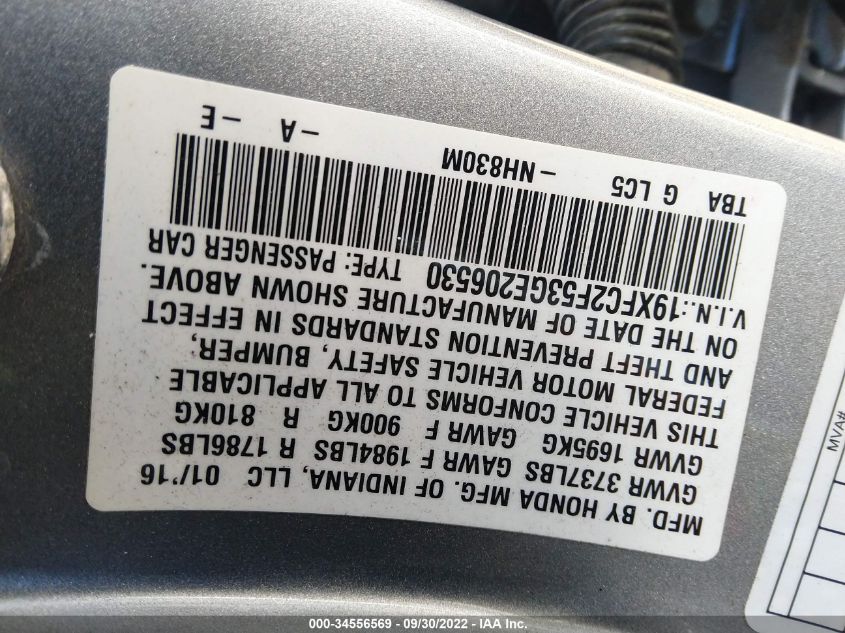 MFD. BY HONDA MFG. OF INDIANA, LLC 01/'16
GVWR 3737LBS GAWR F 1984LBS R 1786LBS
GVWR 1695KG GAWR F 900KG R 810KG
THIS VEHICLE CONFORMS TO ALL APPLICABLE
FEDERAL MOTOR VEHICLE SAFETY, BUMPER,
AND THEFT PREVENTION STANDARDS IN EFFECT
ON THE DATE OF MANUFACTURE SHOWN ABOVE.
V.I.N.:19XFC2F53GE206530 TYPE: PASSENGER CAR
TBA G LC5 -NH830M -A -E
MVA#
000-34556569 - 09/30/2022 - IAA Inc.